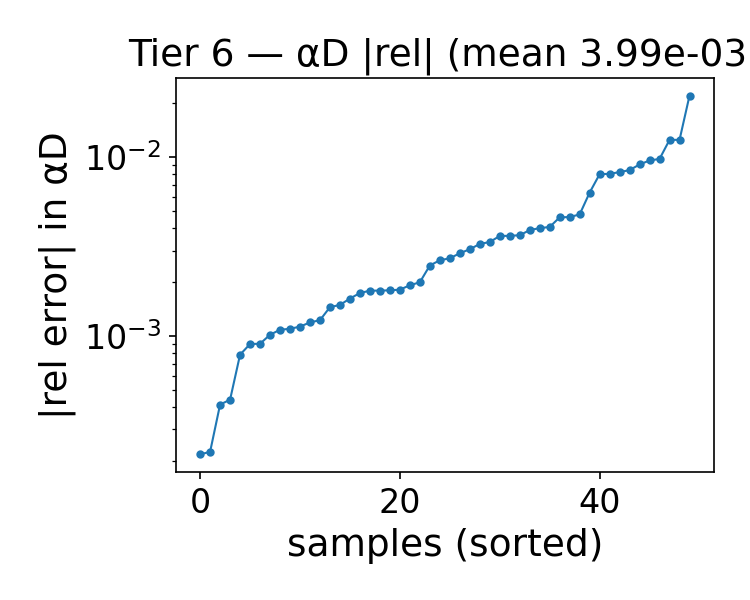 Tier 6 — αD |rel| (mean 3.99e-03
|rel error| in αD
10⁻²
10⁻³
0 20 40
samples (sorted)